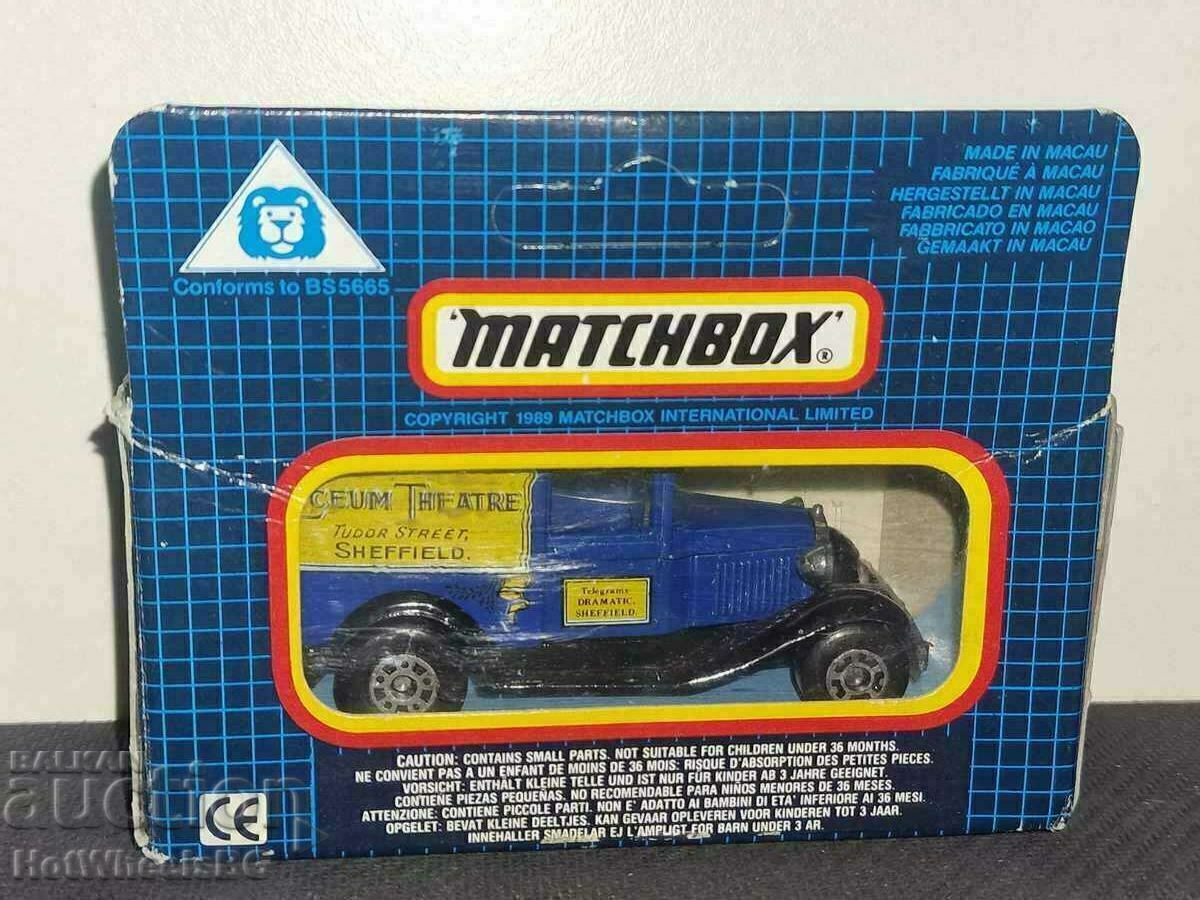 MADE IN MACAU
FABRIQUÉ À MACAU
HERGESTELLT IN MACAU
FABRICADO EN MACAU
FABBRICATO IN MACAO
GEMAAKT IN MACAU
Conforms to BS5665
'MATCHBOX'®
COPYRIGHT 1989 MATCHBOX INTERNATIONAL LIMITED
CEUM THEATRE
TUDOR STREET,
SHEFFIELD.
Telegrams
DRAMATIC,
SHEFFIELD.
CAUTION: CONTAINS SMALL PARTS. NOT SUITABLE FOR CHILDREN UNDER 36 MONTHS.
NE CONVIENT PAS A UN ENFANT DE MOINS DE 36 MOIS: RISQUE D'ABSORPTION DES PETITES PIECES.
VORSICHT: ENTHÄLT KLEINE TELLE UND IST NUR FÜR KINDER AB 3 JAHRE GEEIGNET.
CONTIENE PIEZAS PEQUEÑAS. NO RECOMENDABLE PARA NIÑOS MENORES DE 36 MESES.
ATTENZIONE: CONTIENE PICCOLE PARTI. NON E' ADATTO AI BAMBINI DI ETA' INFERIORE AI 36 MESI.
OPGELET: BEVAT KLEINE DEELTJES. KAN GEVAAR OPLEVEREN VOOR KINDEREN TOT 3 JAAR.
INNEHALLER SMADELAR EJ LAMPLIGT FOR BARN UNDER 3 AR.
CE
BALKAN
auction
HotWheelsBG